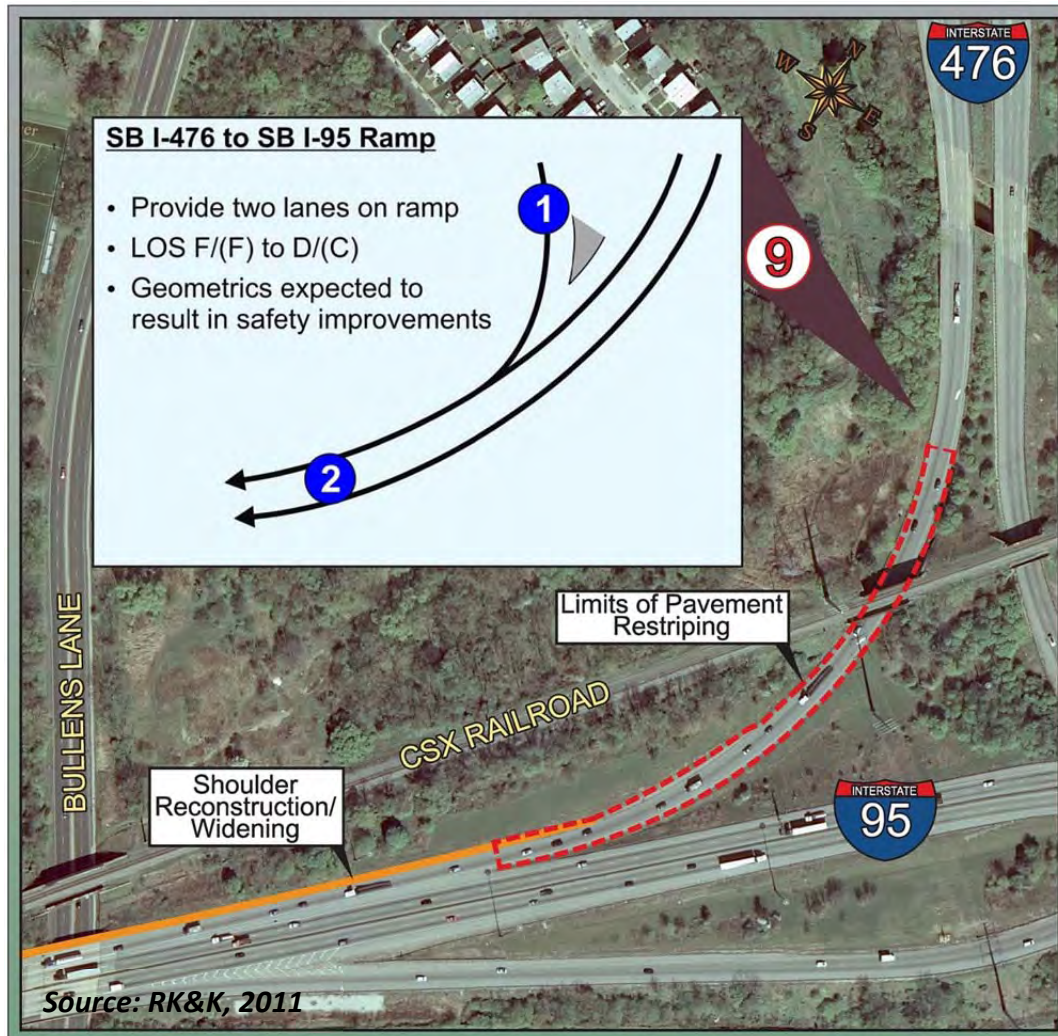 INTERSTATE
476
W
N
S
E
SB I-476 to SB I-95 Ramp
• Provide two lanes on ramp
• LOS F/(F) to D/(C)
• Geometrics expected to
result in safety improvements
1
2
9
Limits of Pavement
Restriping
BULLENS LANE
CSX RAILROAD
Shoulder
Reconstruction/
Widening
INTERSTATE
95
Source: RK&K, 2011